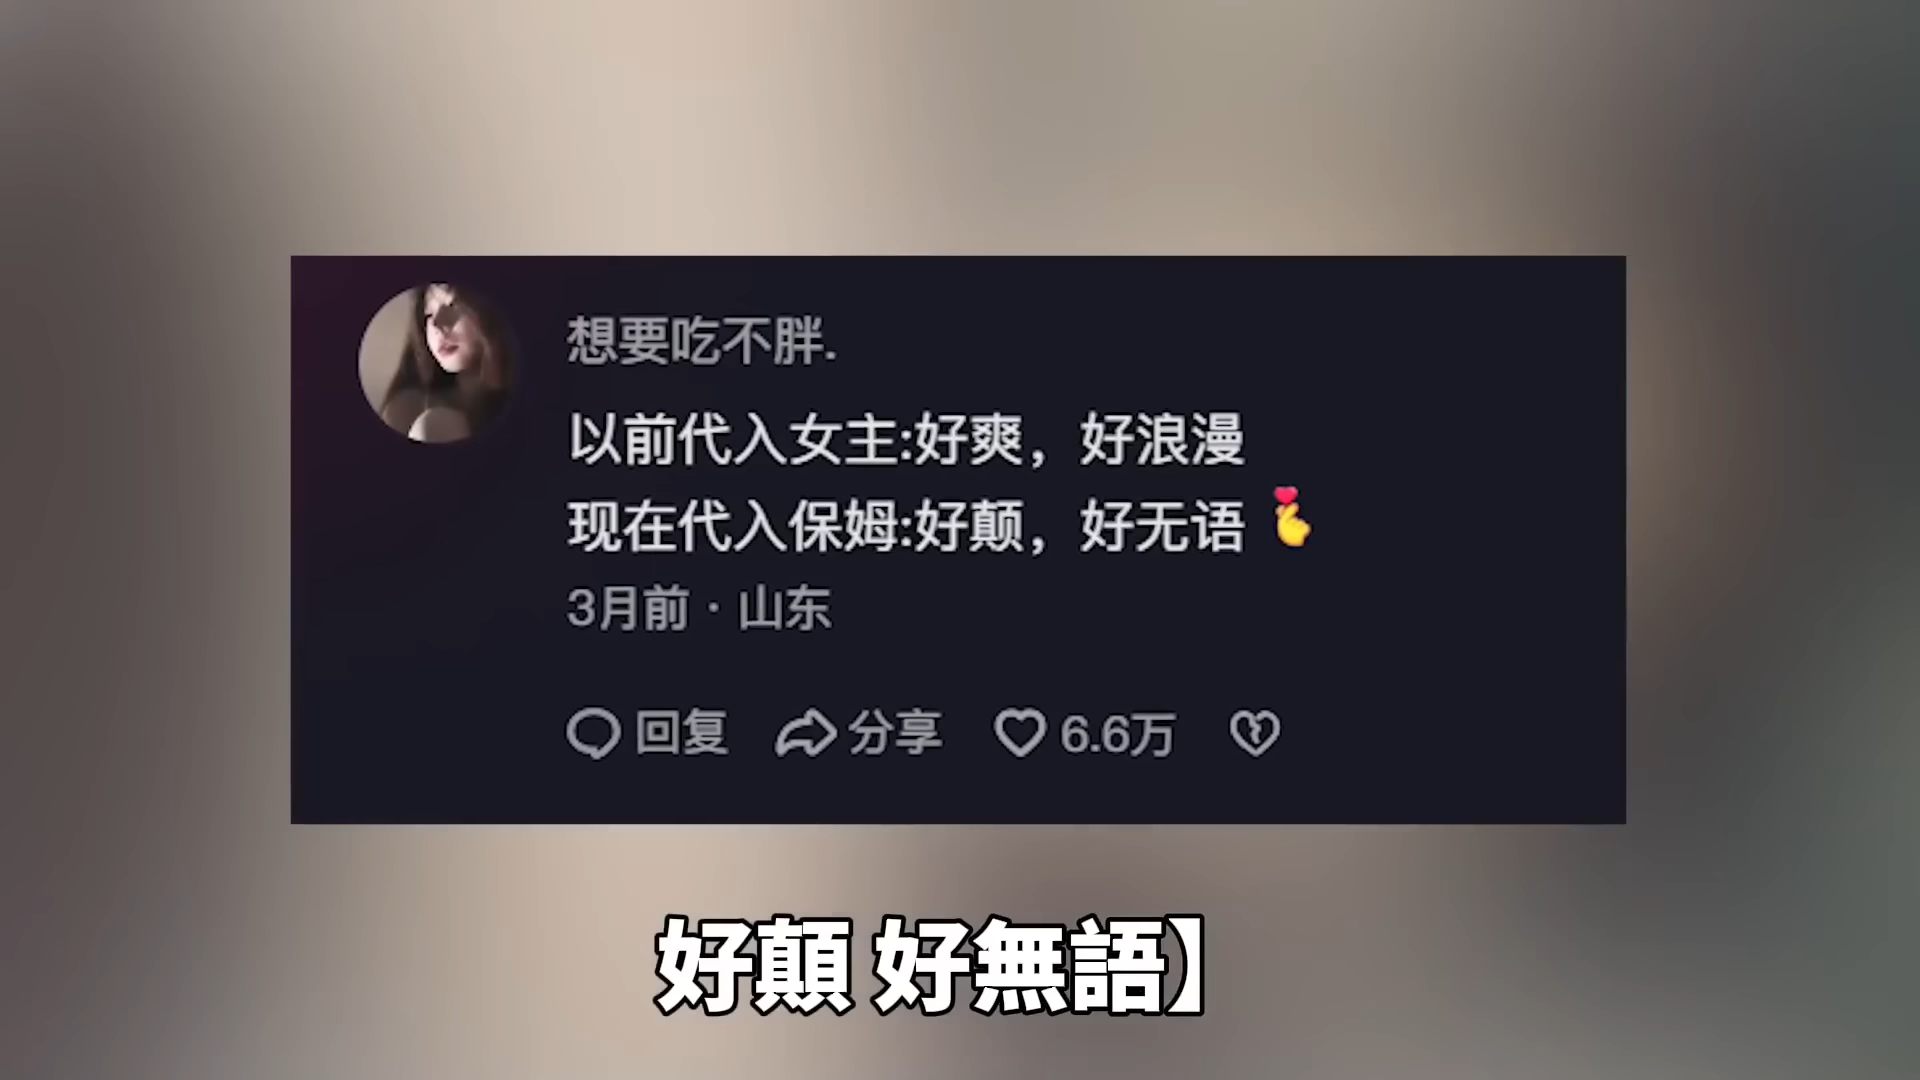 想要吃不胖.
以前代入女主:好爽，好浪漫
现在代入保姆:好颠，好无语
3月前 · 山东
回复 分享 6.6万
好顛 好無語】